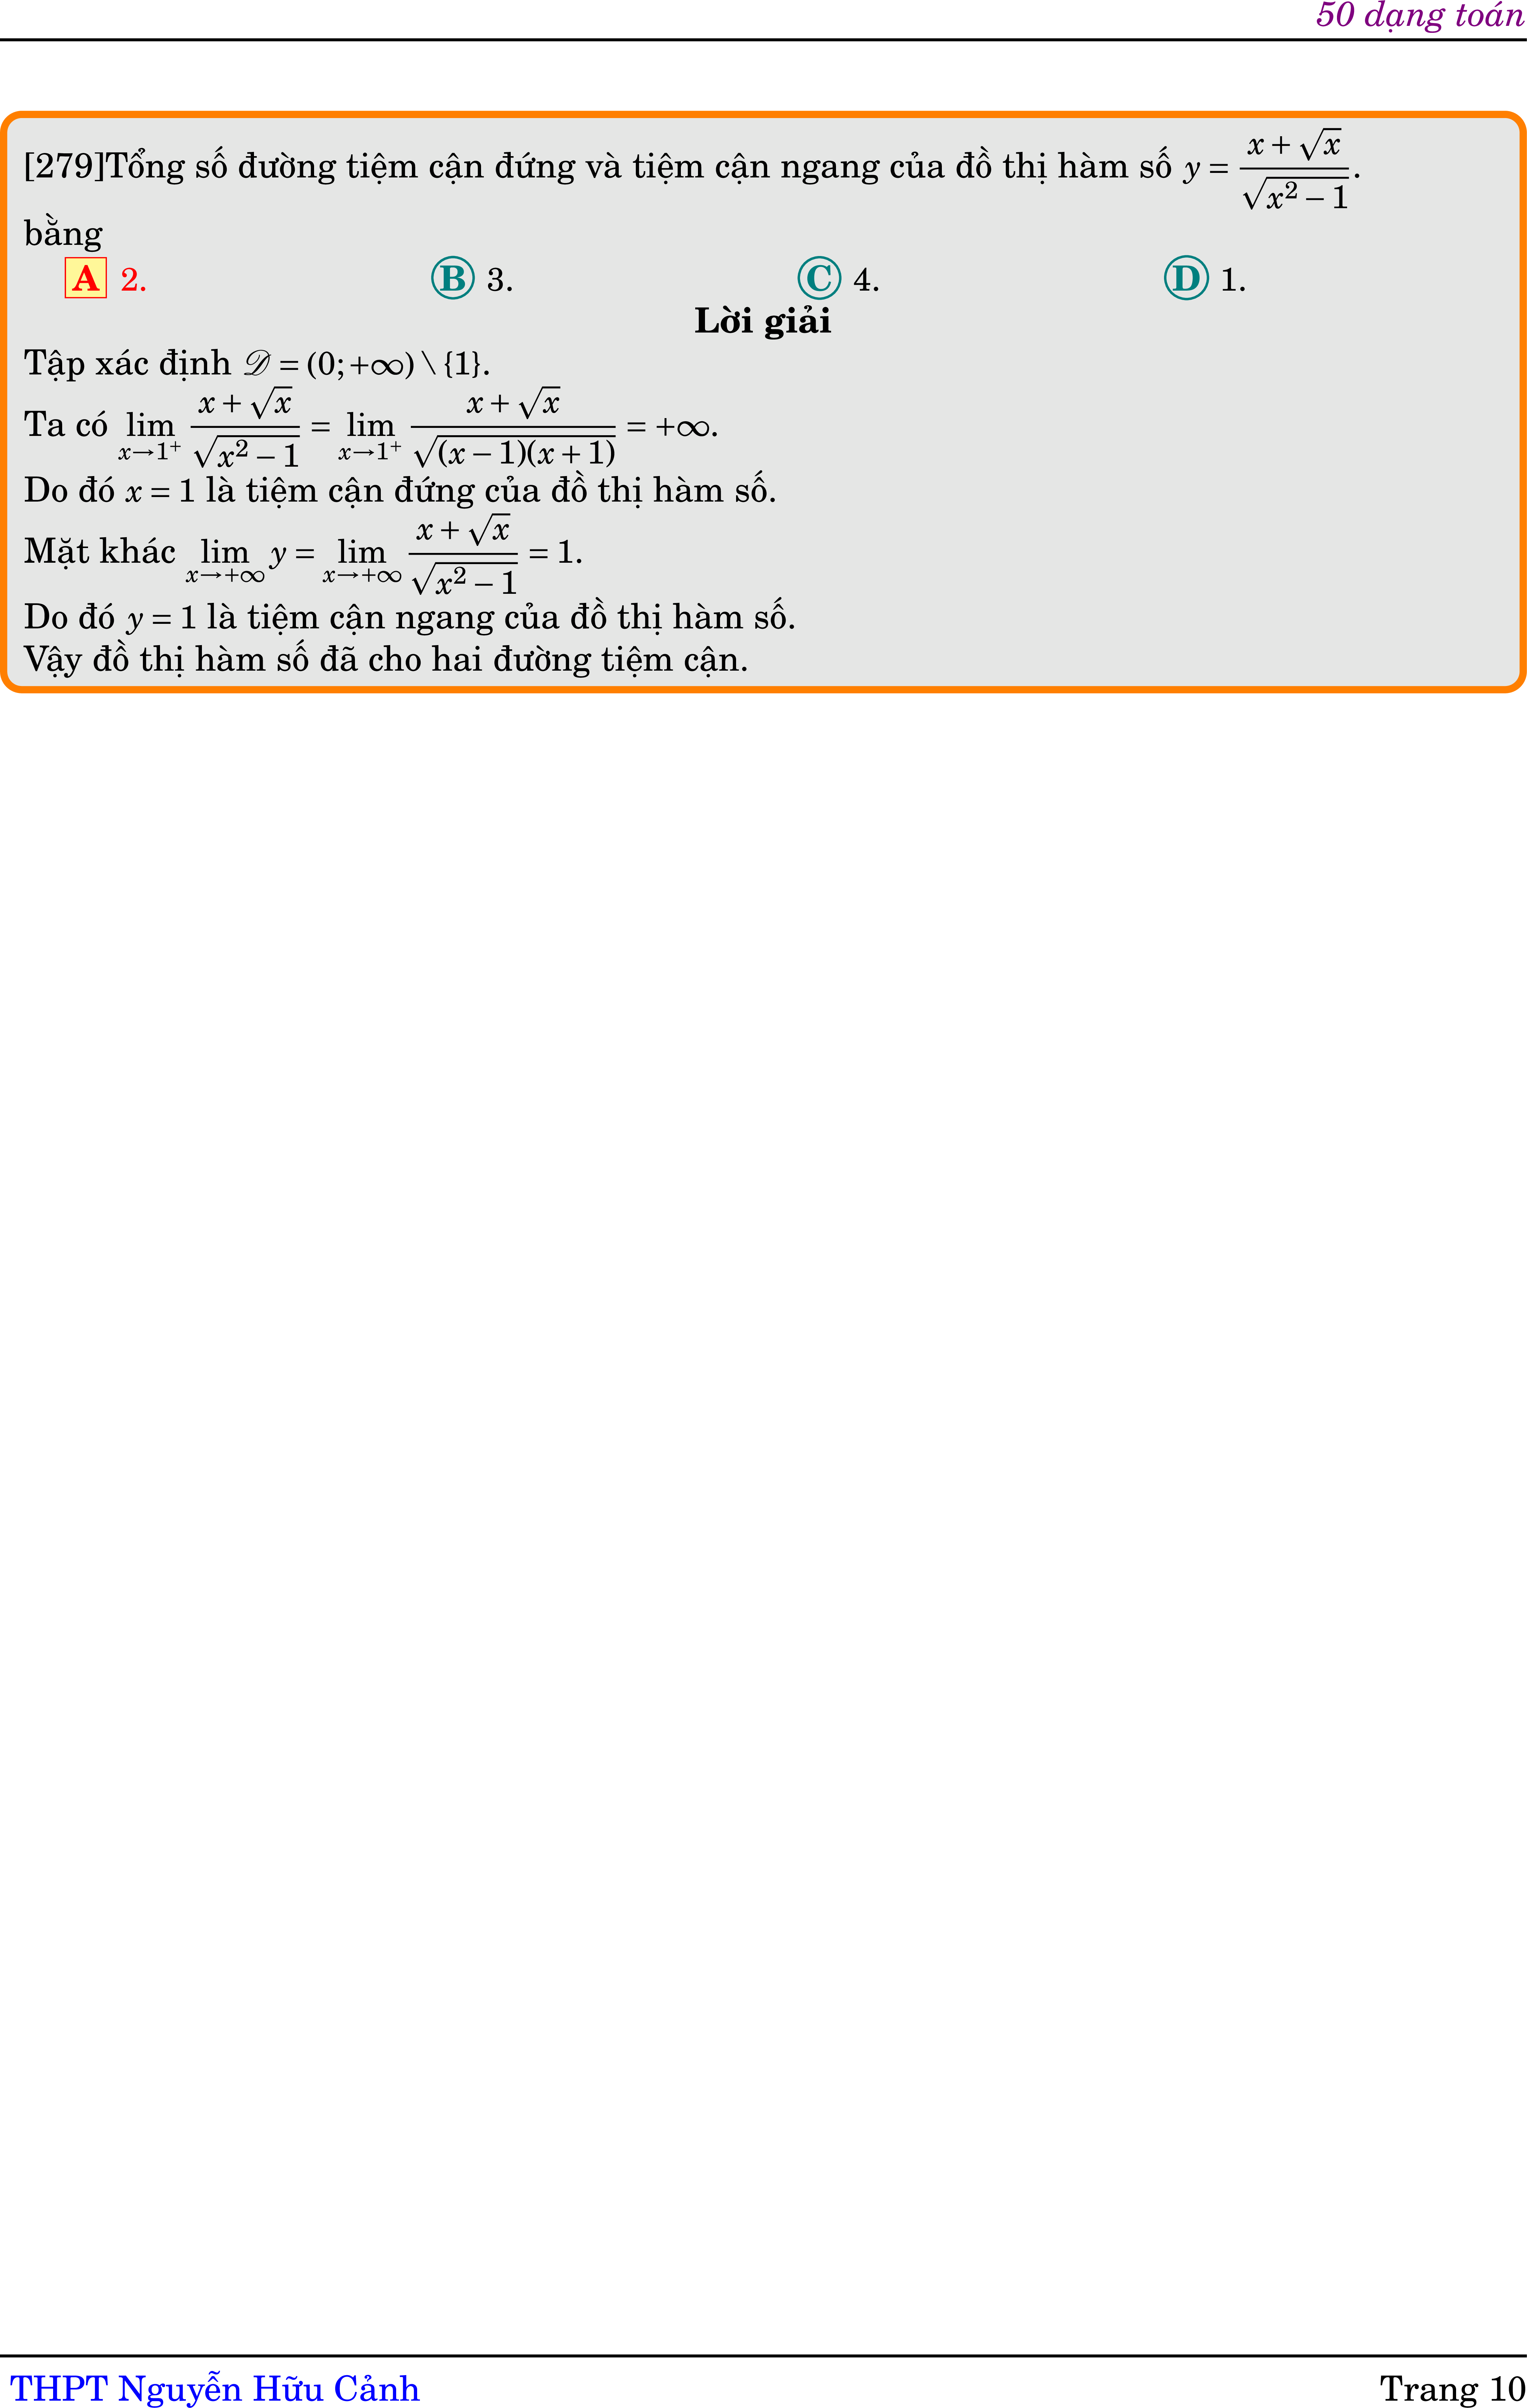 50 dạng toán
[279]Tổng số đường tiệm cận đứng và tiệm cận ngang của đồ thị hàm số $y = \dfrac{x + \sqrt{x}}{\sqrt{x^2 - 1}}$.
bằng
A 2. B 3. C 4. D 1.
Lời giải
Tập xác định $\mathscr{D} = (0; +\infty) \setminus \{1\}$.
Ta có $\lim\limits_{x \to 1^+} \dfrac{x + \sqrt{x}}{\sqrt{x^2 - 1}} = \lim\limits_{x \to 1^+} \dfrac{x + \sqrt{x}}{\sqrt{(x - 1)(x + 1)}} = +\infty$.
Do đó $x = 1$ là tiệm cận đứng của đồ thị hàm số.
Mặt khác $\lim\limits_{x \to +\infty} y = \lim\limits_{x \to +\infty} \dfrac{x + \sqrt{x}}{\sqrt{x^2 - 1}} = 1$.
Do đó $y = 1$ là tiệm cận ngang của đồ thị hàm số.
Vậy đồ thị hàm số đã cho hai đường tiệm cận.
THPT Nguyễn Hữu Cảnh Trang 10